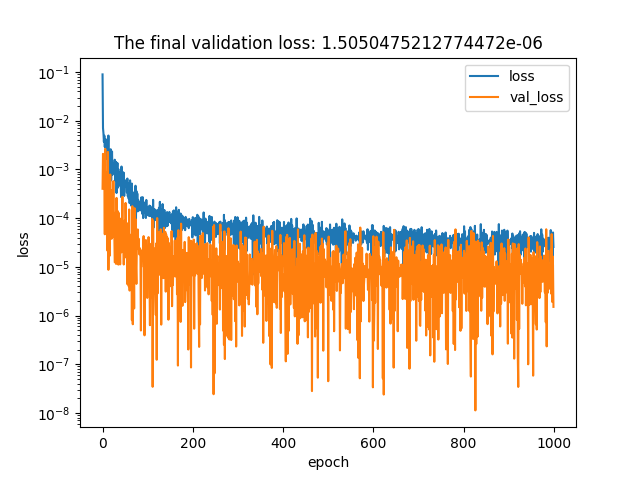 The final validation loss: 1.5050475212774472e-06
loss
val_loss
10⁻¹
10⁻²
10⁻³
10⁻⁴
10⁻⁵
10⁻⁶
10⁻⁷
10⁻⁸
loss
0 200 400 600 800 1000
epoch